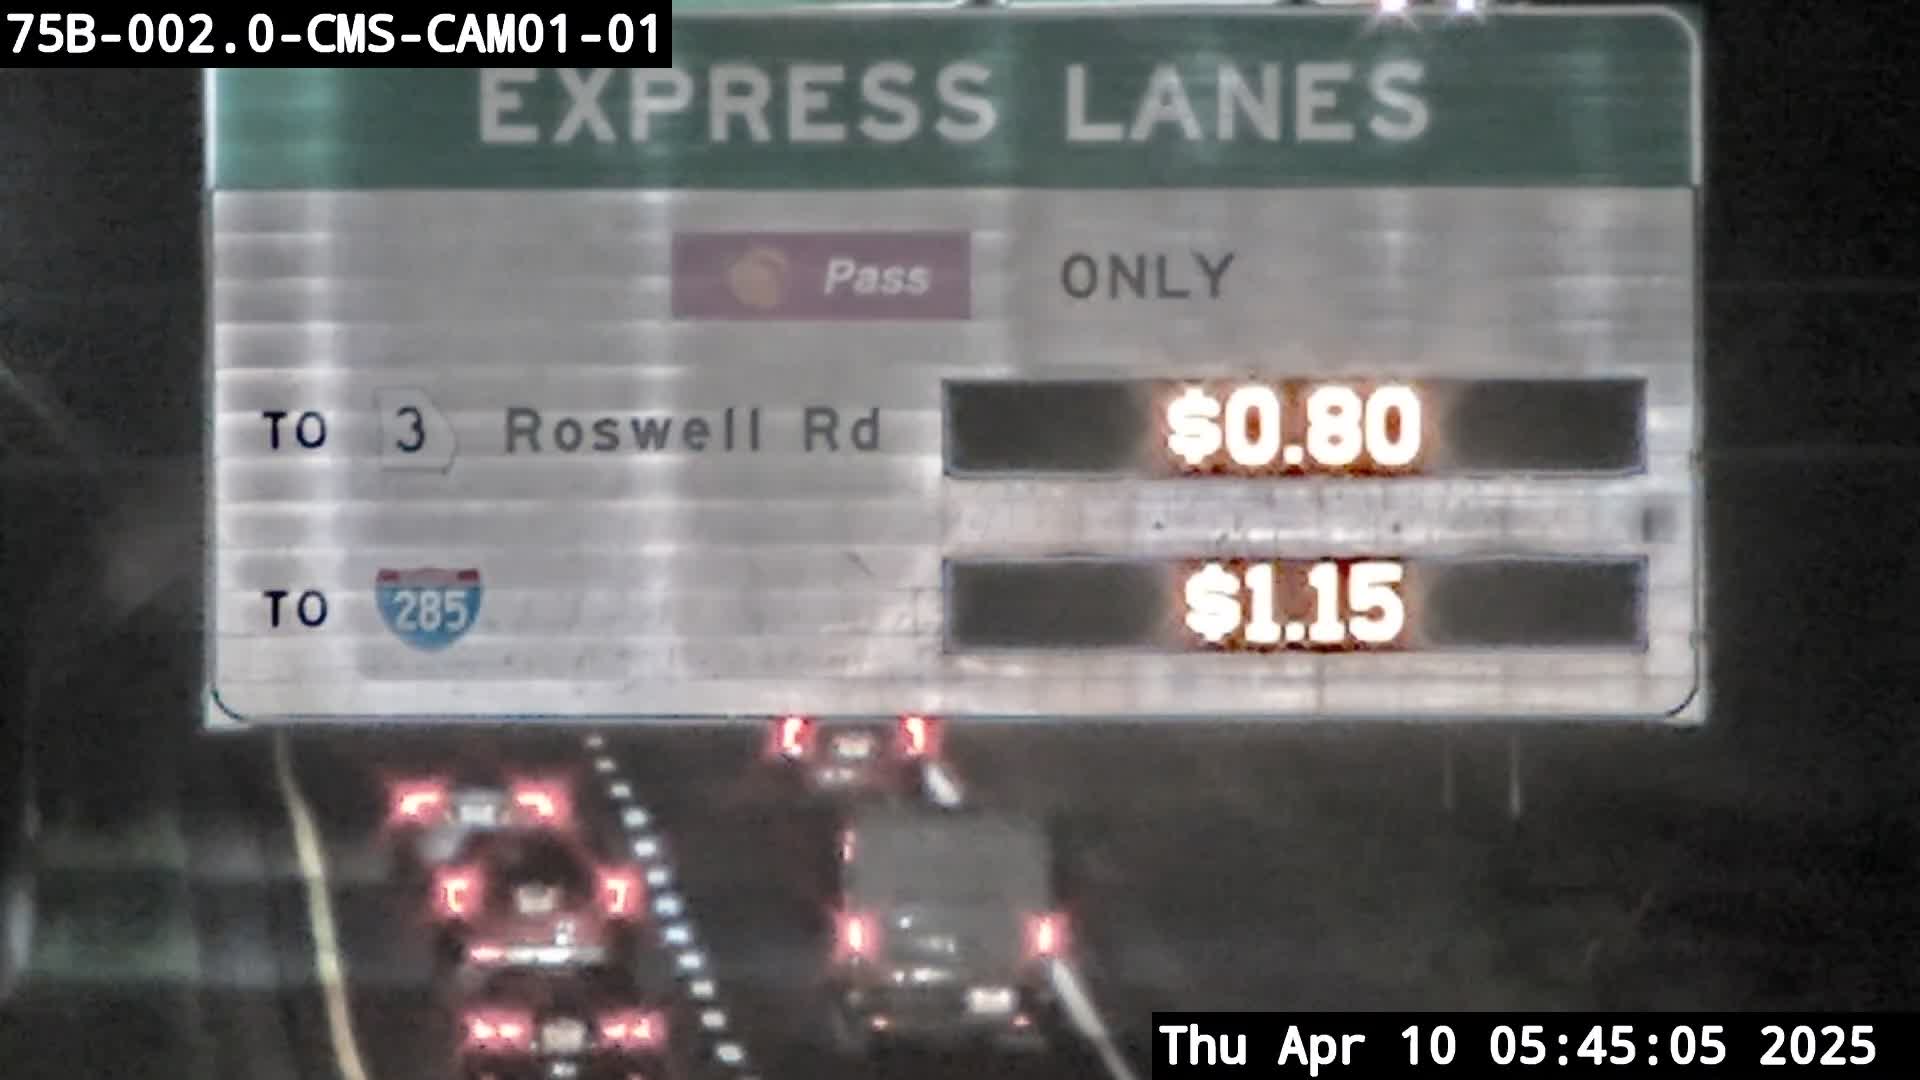 75B-002.0-CMS-CAM01-01
EXPRESS LANES
Pass ONLY
TO 3 Roswell Rd $0.80
TO 285 $1.15
Thu Apr 10 05:45:05 2025